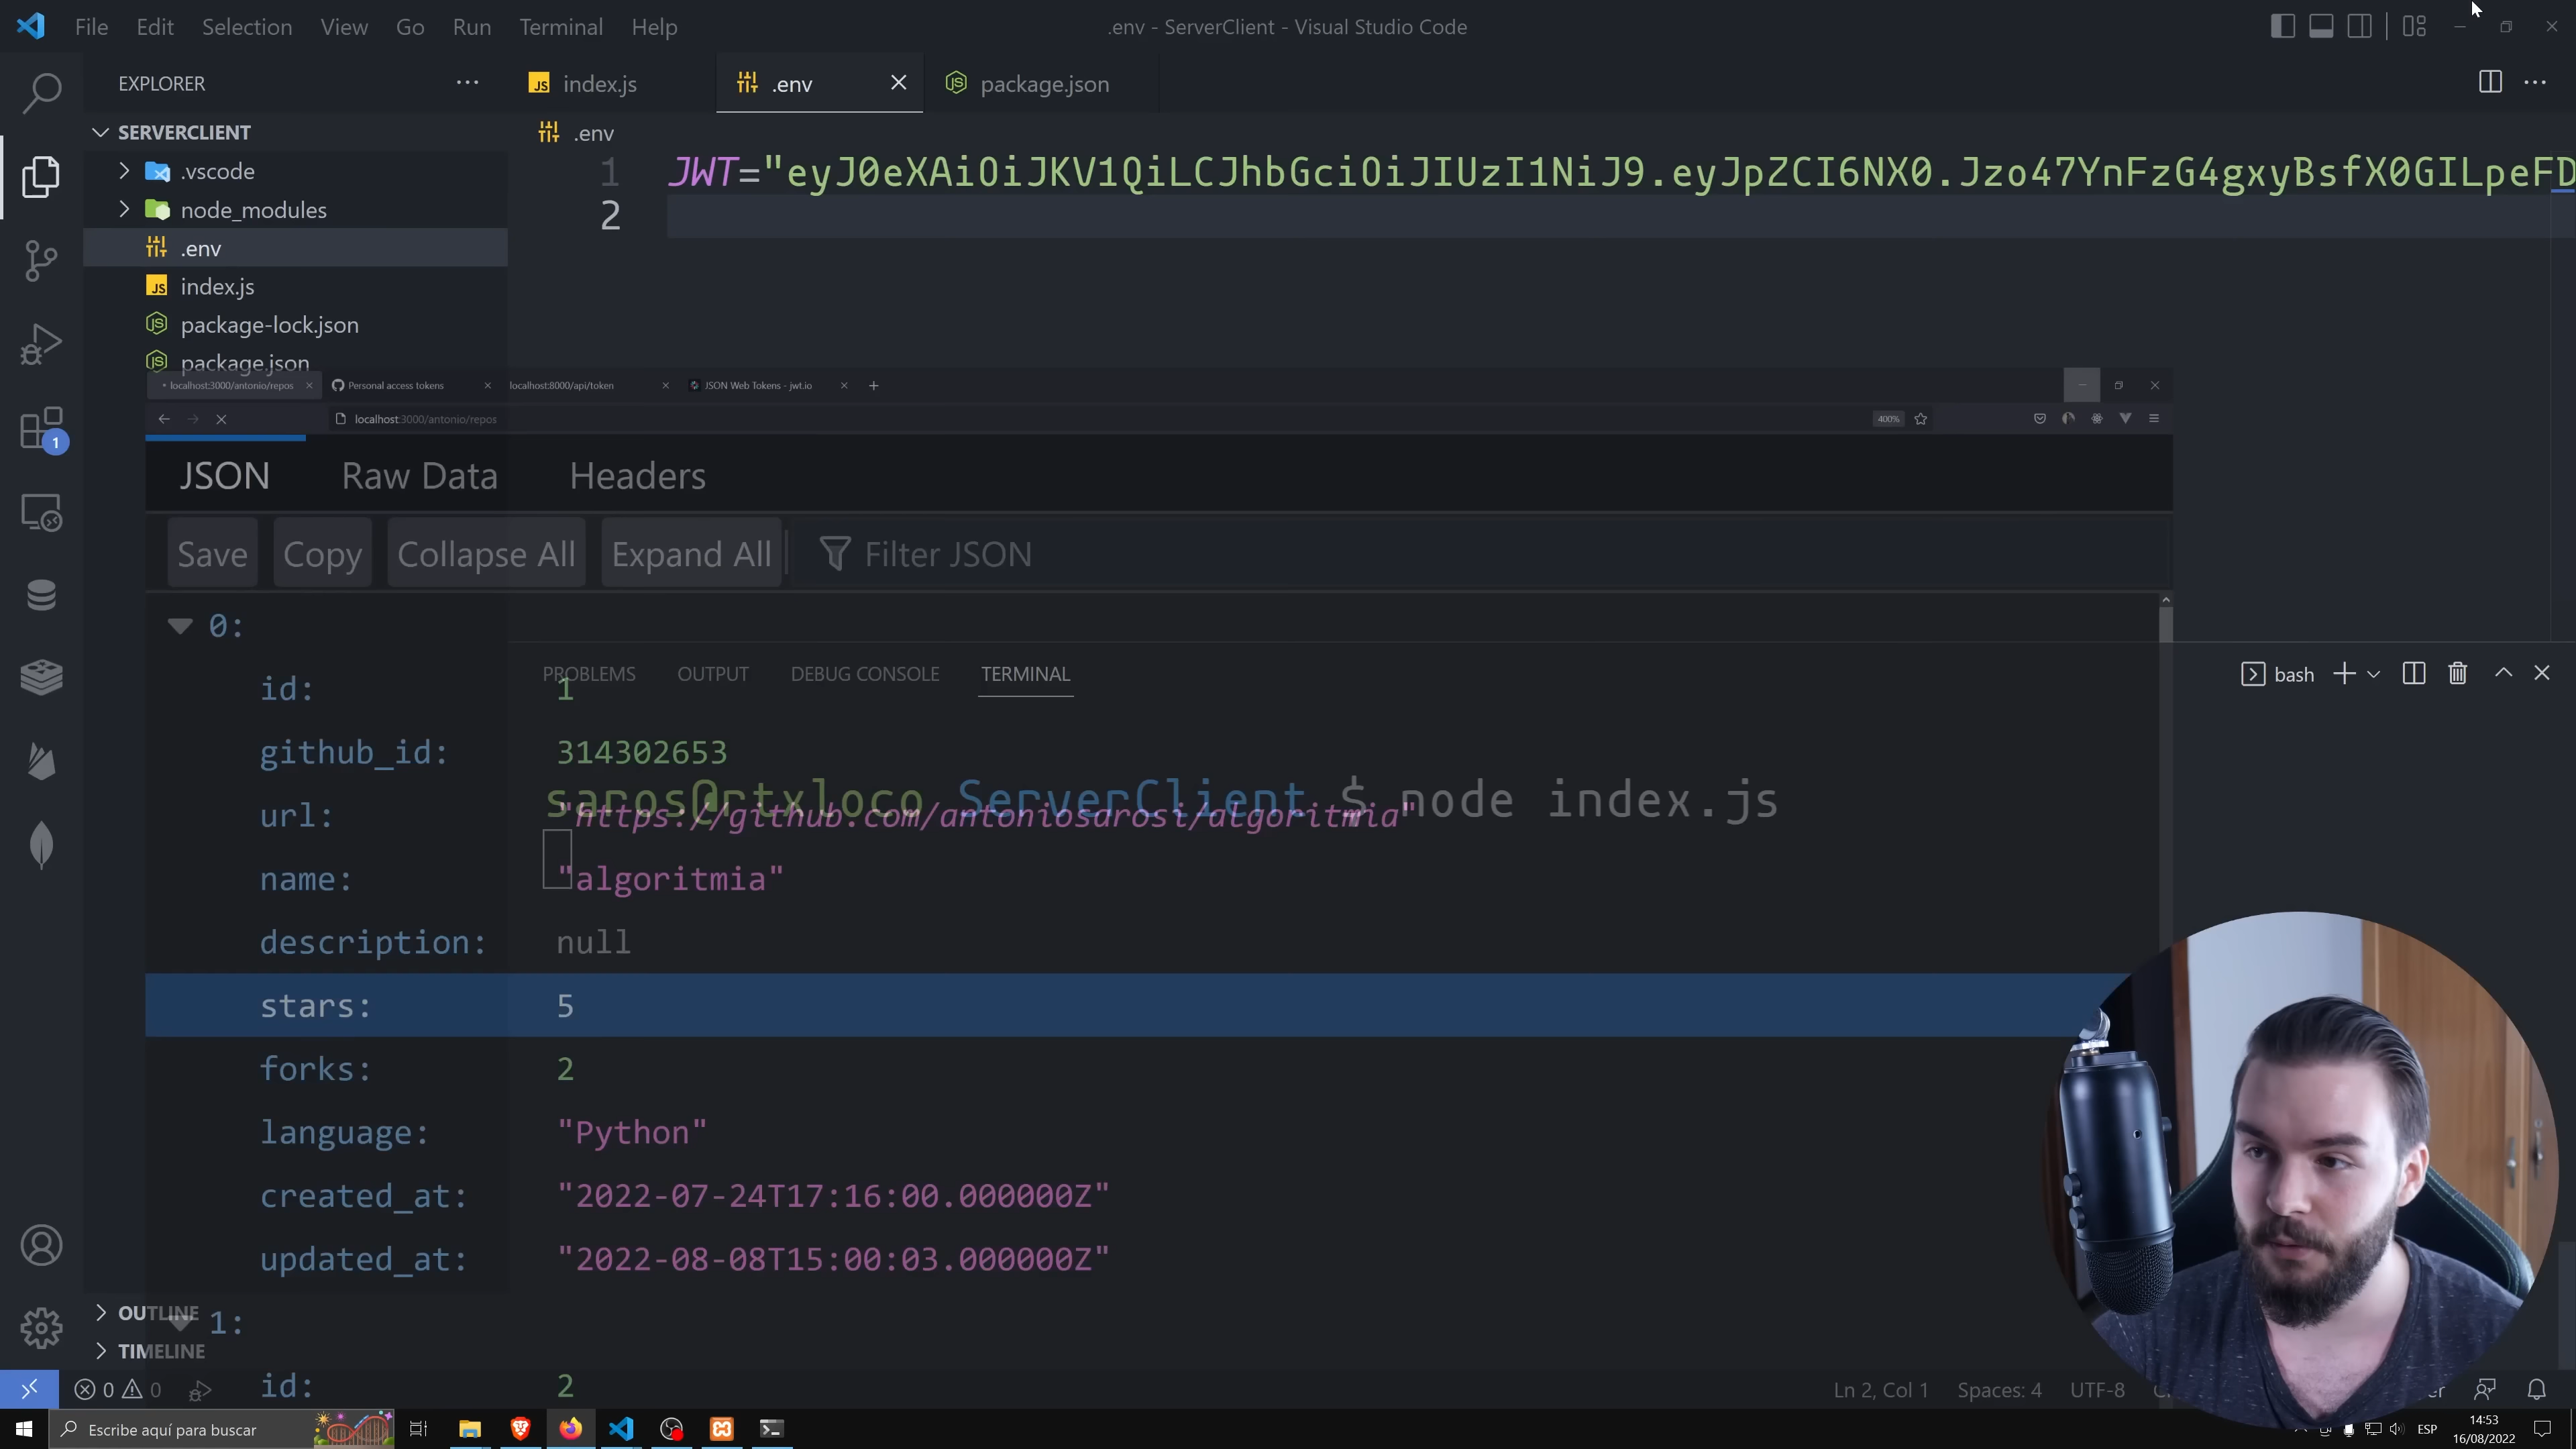 File Edit Selection View Go Run Terminal Help
.env - ServerClient - Visual Studio Code
EXPLORER
index.js
.env
package.json
SERVERCLIENT
.vscode
node_modules
.env
index.js
package-lock.json
package.json
.env
1 JWT="eyJ0eXAiOiJKV1QiLCJhbGciOiJIUzI1NiJ9.eyJpZCI6NX0.Jzo47YnFzG4gxyBsfX0GILpeFD
2
localhost:3000/antonio/repos
Personal access tokens
localhost:8000/api/token
JSON Web Tokens - jwt.io
localhost:3000/antonio/repos
400%
JSON Raw Data Headers
Save Copy Collapse All Expand All Filter JSON
0:
PROBLEMS OUTPUT DEBUG CONSOLE TERMINAL
bash
id: 1
github_id: 314302653
saros@rtxloco ServerClient $ node index.js
url: "https://github.com/antoniosarosi/algoritmia"
name: "algoritmia"
description: null
stars: 5
forks: 2
language: "Python"
created_at: "2022-07-24T17:16:00.000000Z"
updated_at: "2022-08-08T15:00:03.000000Z"
OUTLINE
1:
TIMELINE
id: 2
1
0 0
Ln 2, Col 1 Spaces: 4 UTF-8
Escribe aquí para buscar
ESP
14:53
16/08/2022